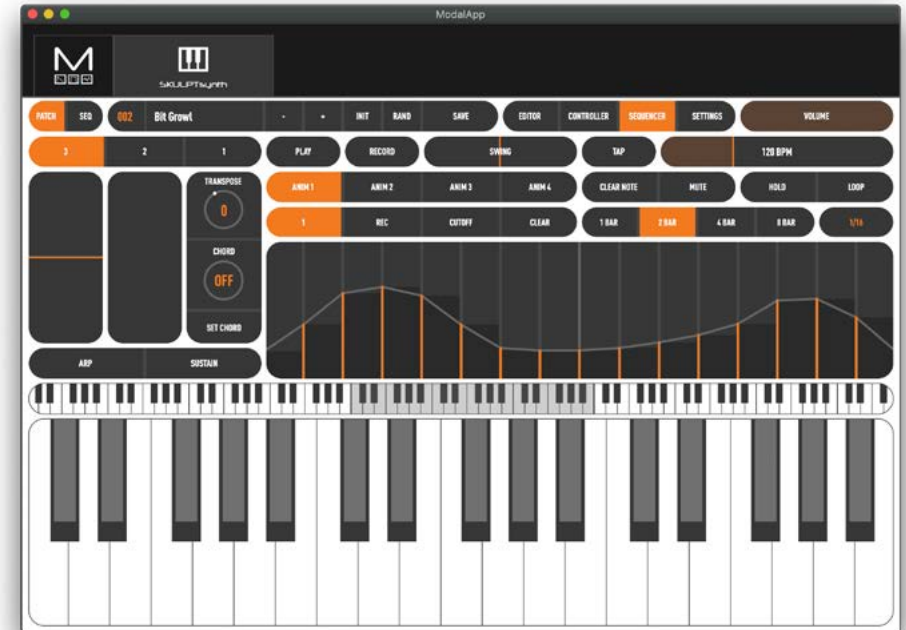 ModalApp
M
SKULPTsynth
PATCH SEQ 002 Bit Growl - + INIT RAND SAVE EDITOR CONTROLLER SEQUENCER SETTINGS VOLUME
3 2 1 PLAY RECORD SWING TAP 120 BPM
TRANSPOSE ANIM 1 ANIM 2 ANIM 3 ANIM 4 CLEAR NOTE MUTE HOLD LOOP
0 1 REC CUTOFF CLEAR 1 BAR 2 BAR 4 BAR 8 BAR 1/16
CHORD
OFF
SET CHORD
ARP SUSTAIN